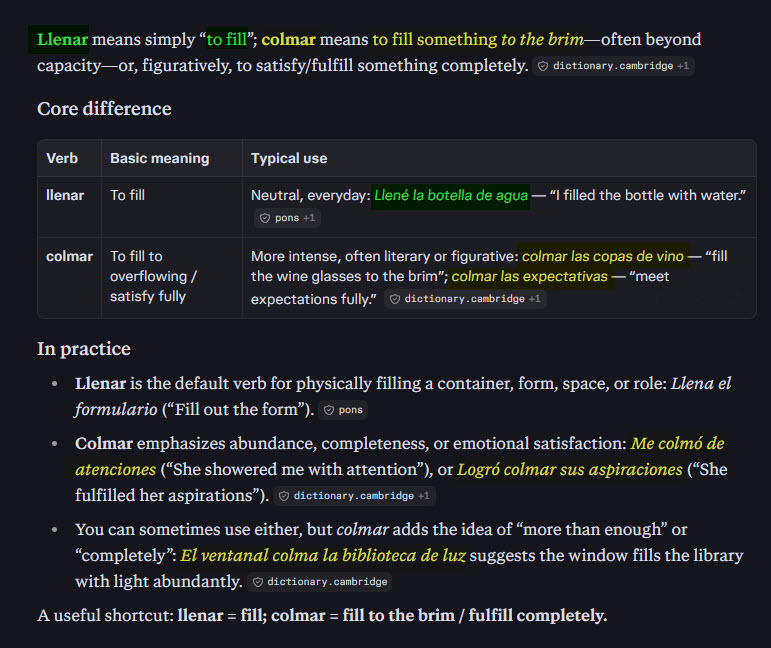 Llenar means simply “to fill”; colmar means to fill something to the brim—often beyond
capacity—or, figuratively, to satisfy/fulfill something completely. dictionary.cambridge +1
Core difference
Verb Basic meaning Typical use
llenar To fill Neutral, everyday: Llené la botella de agua — “I filled the bottle with water.”
pons +1
colmar To fill to overflowing / satisfy fully More intense, often literary or figurative: colmar las copas de vino — “fill
the wine glasses to the brim”; colmar las expectativas — “meet
expectations fully.” dictionary.cambridge +1
In practice
• Llenar is the default verb for physically filling a container, form, space, or role: Llena el
formulario (“Fill out the form”). pons
• Colmar emphasizes abundance, completeness, or emotional satisfaction: Me colmó de
atenciones (“She showered me with attention”), or Logró colmar sus aspiraciones (“She
fulfilled her aspirations”). dictionary.cambridge +1
• You can sometimes use either, but colmar adds the idea of “more than enough” or
“completely”: El ventanal colma la biblioteca de luz suggests the window fills the library
with light abundantly. dictionary.cambridge
A useful shortcut: llenar = fill; colmar = fill to the brim / fulfill completely.